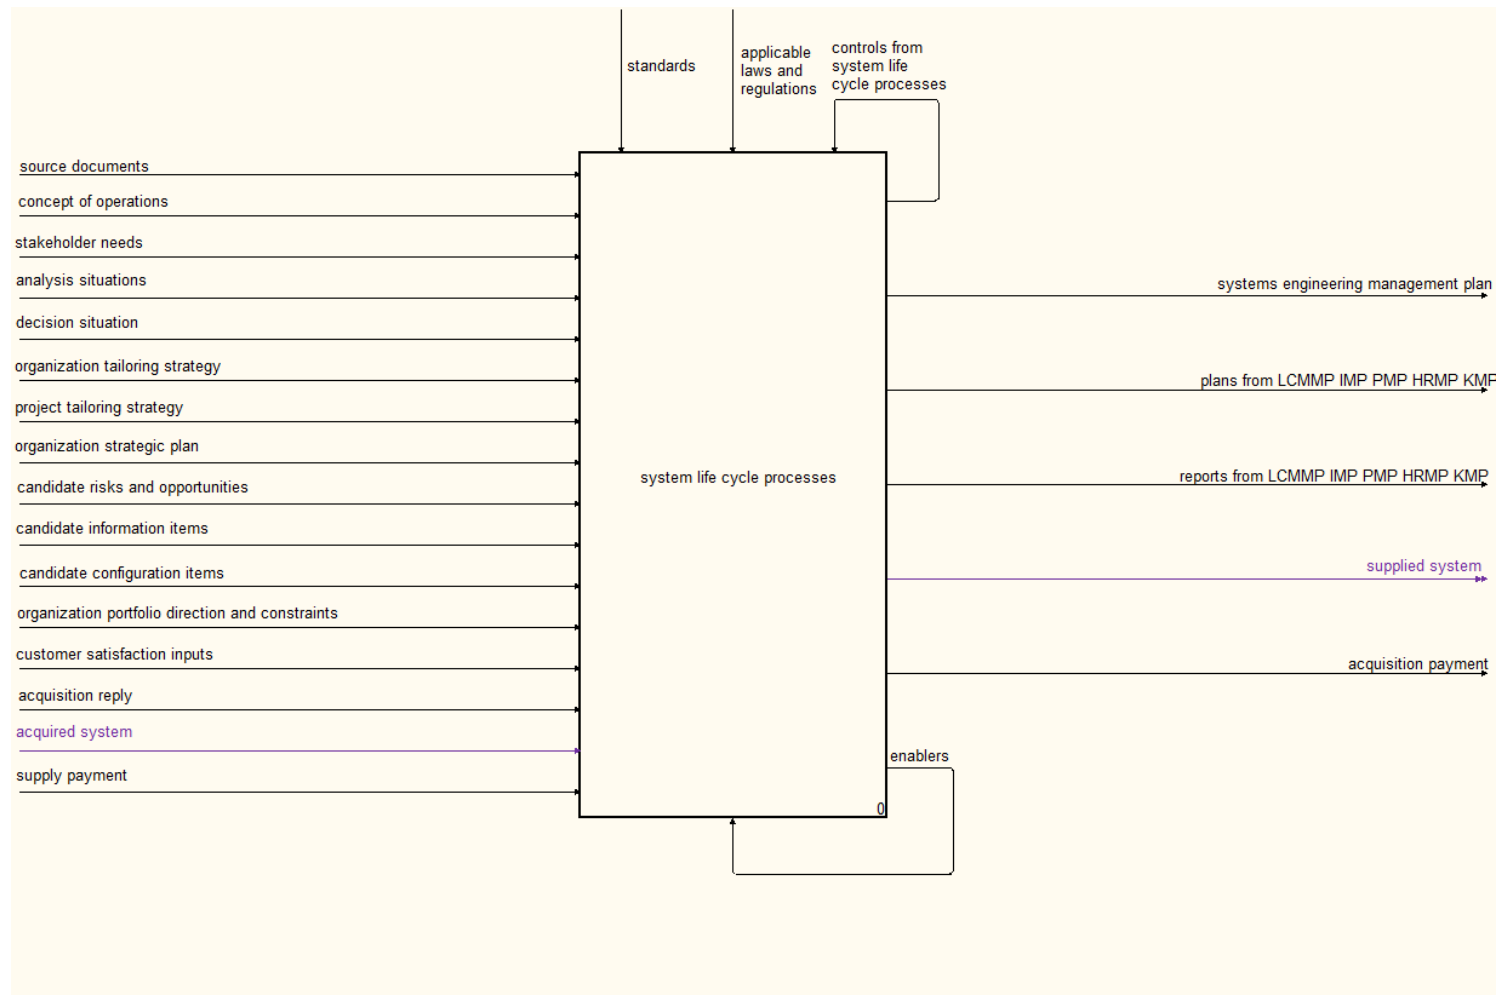 standards
applicable
laws and
regulations
controls from
system life
cycle processes
source documents
concept of operations
stakeholder needs
analysis situations
decision situation
organization tailoring strategy
project tailoring strategy
organization strategic plan
candidate risks and opportunities
candidate information items
candidate configuration items
organization portfolio direction and constraints
customer satisfaction inputs
acquisition reply
acquired system
supply payment
system life cycle processes
0
systems engineering management plan
plans from LCMMP IMP PMP HRMP KMP
reports from LCMMP IMP PMP HRMP KMP
supplied system
acquisition payment
enablers